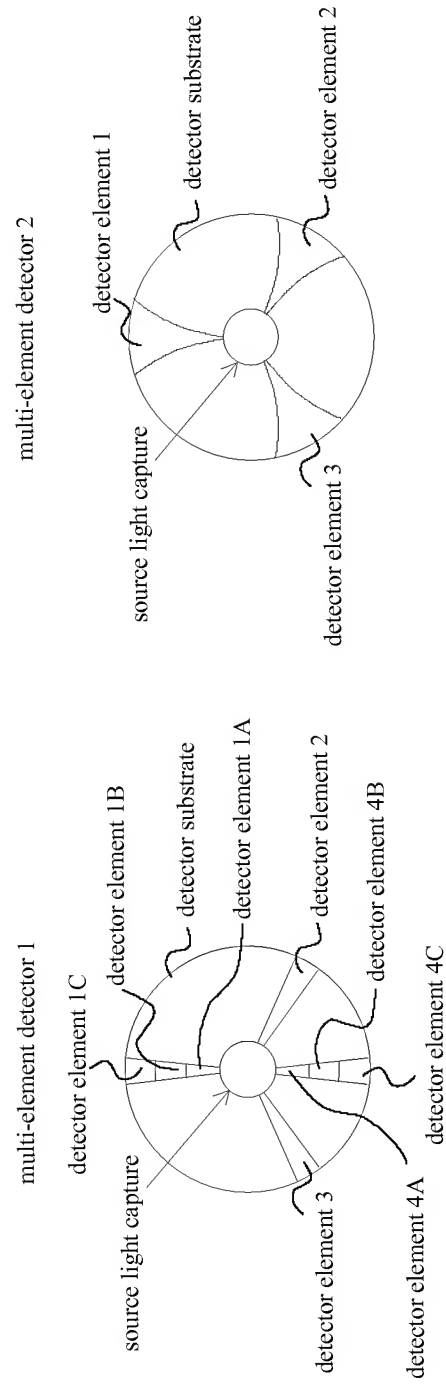 multi-element detector 1
detector element 1C
detector element 1B
detector substrate
detector element 1A
source light capture
detector element 2
detector element 3
detector element 4B
detector element 4A
detector element 4C
multi-element detector 2
detector element 1
detector substrate
source light capture
detector element 2
detector element 3